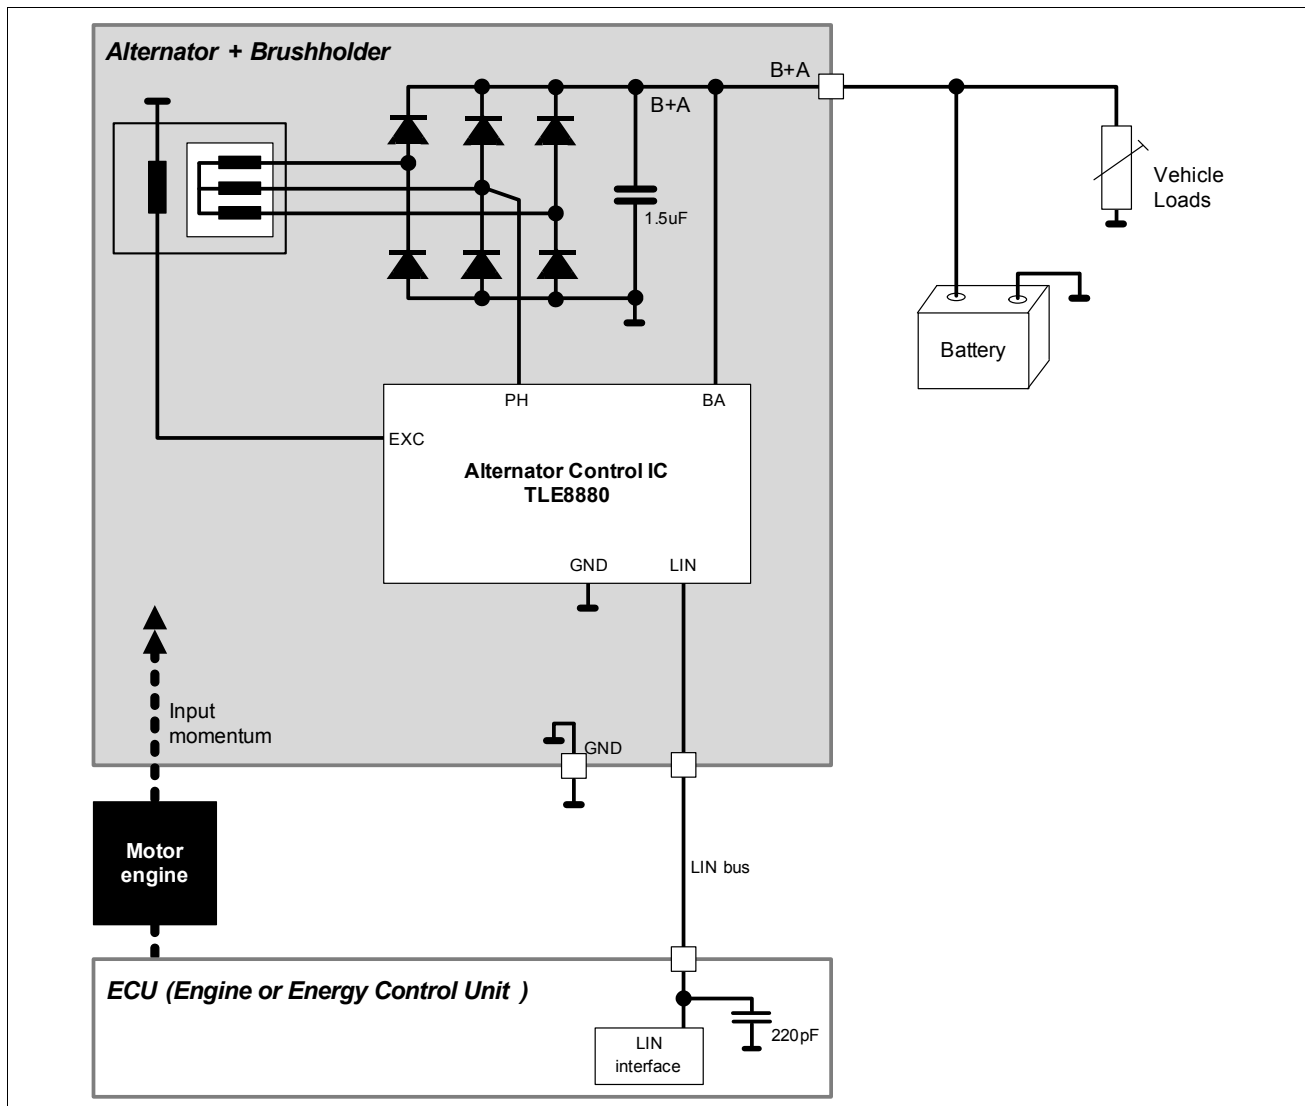 Alternator + Brushholder
B+A
B+A
1.5uF
Vehicle
Loads
Battery
PH
BA
EXC
Alternator Control IC
TLE8880
GND
LIN
Input
momentum
GND
Motor
engine
LIN bus
ECU (Engine or Energy Control Unit )
220pF
LIN
interface